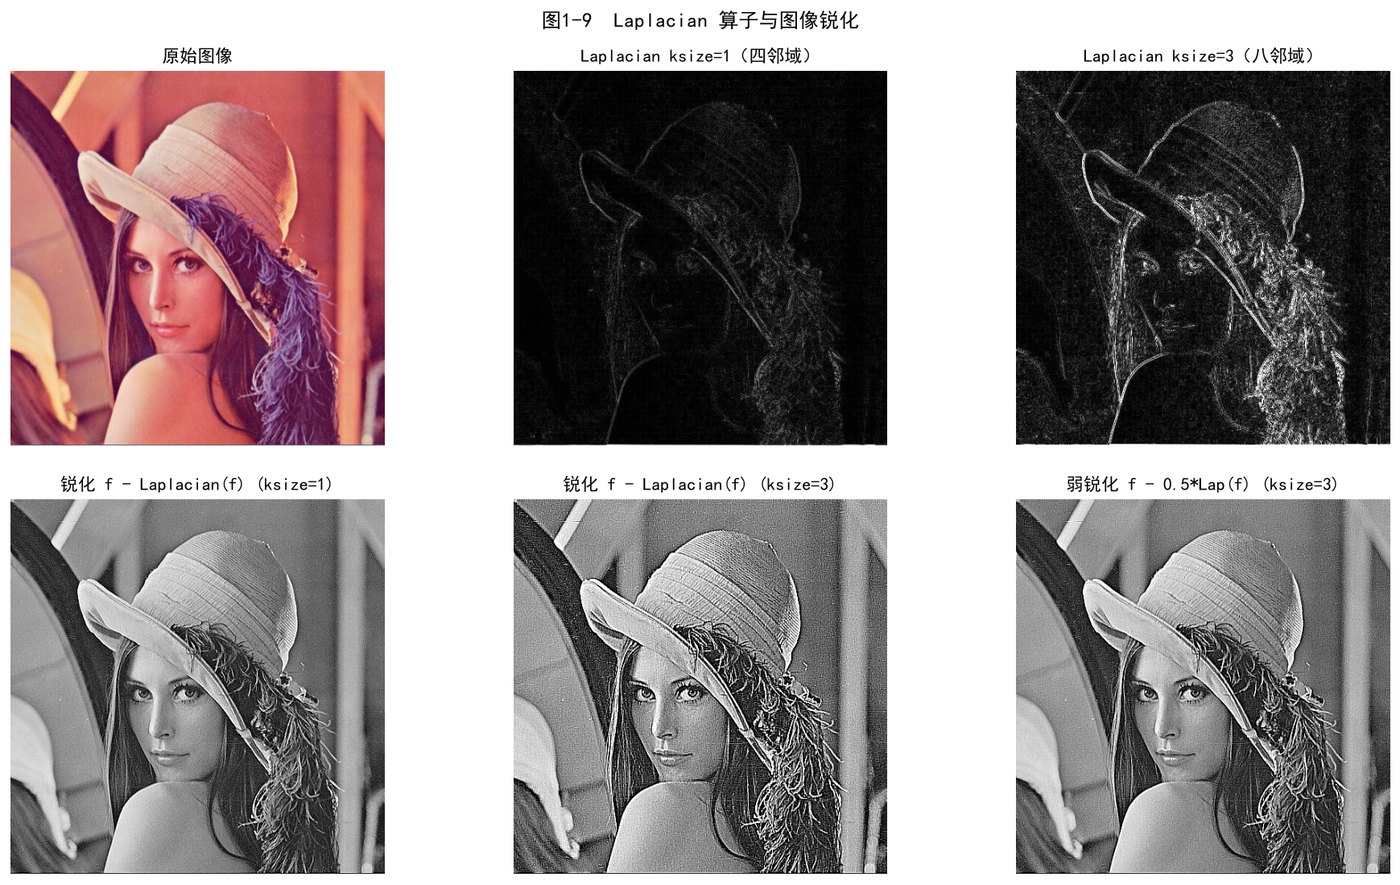 图1-9  Laplacian 算子与图像锐化
原始图像
Laplacian ksize=1（四邻域）
Laplacian ksize=3（八邻域）
锐化 f - Laplacian(f) (ksize=1)
锐化 f - Laplacian(f) (ksize=3)
弱锐化 f - 0.5*Lap(f) (ksize=3)